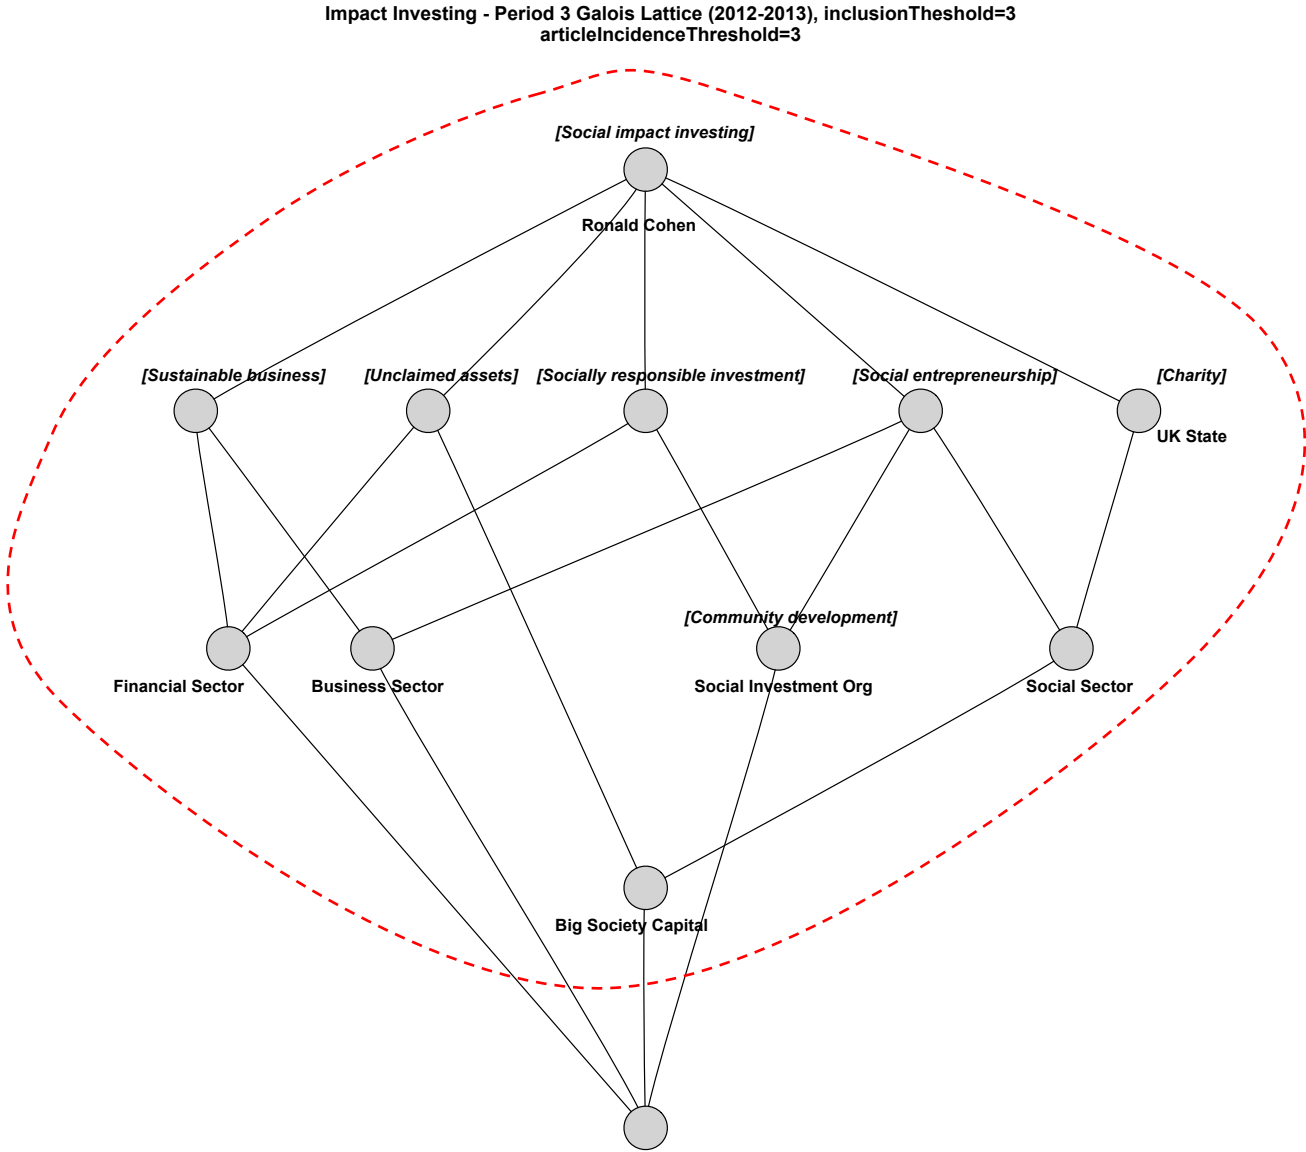 Impact Investing - Period 3 Galois Lattice (2012-2013), inclusionTheshold=3
articleIncidenceThreshold=3
[Social impact investing]
Ronald Cohen
[Sustainable business]
[Unclaimed assets]
[Socially responsible investment]
[Social entrepreneurship]
[Charity]
UK State
[Community development]
Financial Sector
Business Sector
Social Investment Org
Social Sector
Big Society Capital